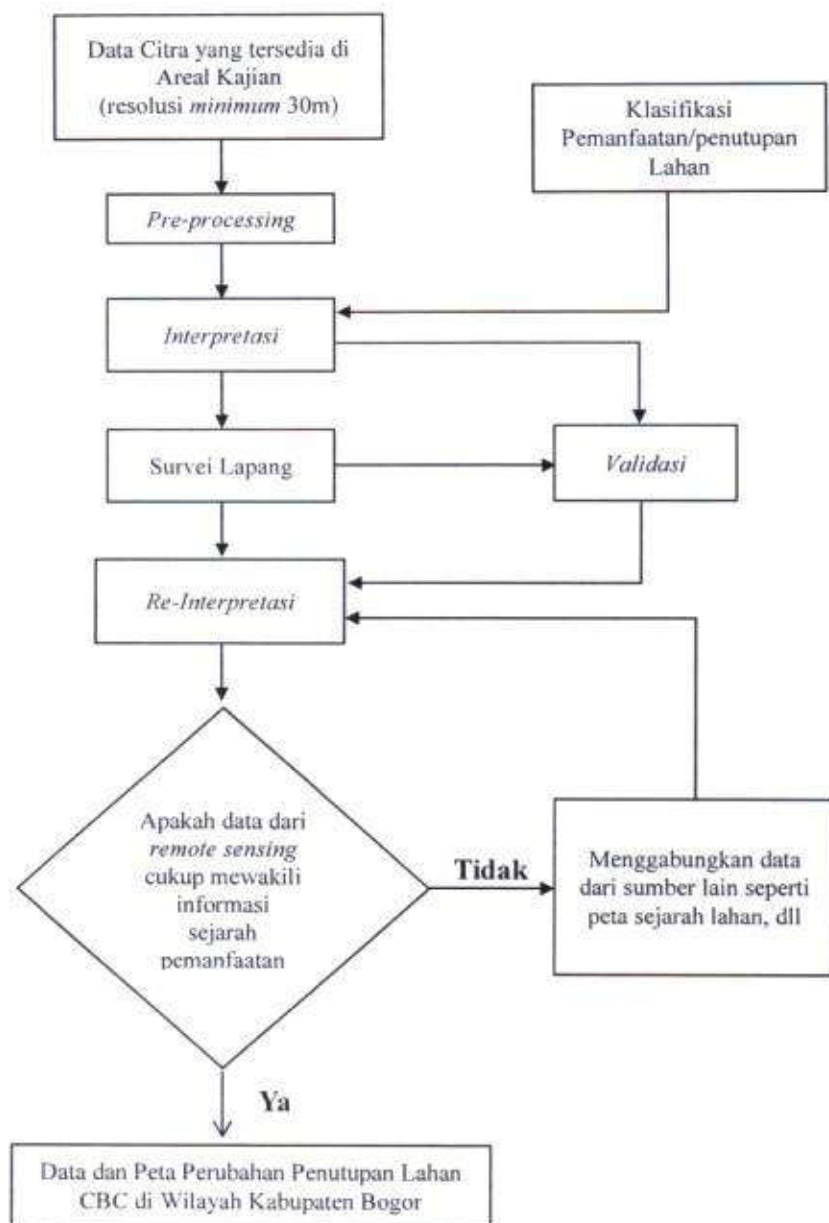 Data Citra yang tersedia di
Areal Kajian
(resolusi minimum 30m)
Klasifikasi
Pemanfaatan/penutupan
Lahan
Pre-processing
Interpretasi
Survei Lapang
Validasi
Re-Interpretasi
Apakah data dari
remote sensing
cukup mewakili
informasi
sejarah
pemanfaatan
Tidak
Menggabungkan data
dari sumber lain seperti
peta sejarah lahan, dll
Ya
Data dan Peta Perubahan Penutupan Lahan
CBC di Wilayah Kabupaten Bogor